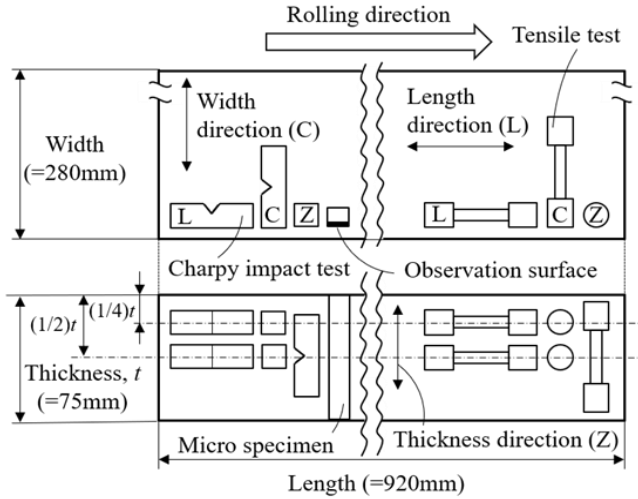 Rolling direction
Tensile test
Width
direction (C)
Length
direction (L)
Width
(=280mm)
L
C
Z
L
C
Z
Charpy impact test
Observation surface
(1/4)t
(1/2)t
Thickness, t
(=75mm)
Micro specimen
Thickness direction (Z)
Length (=920mm)